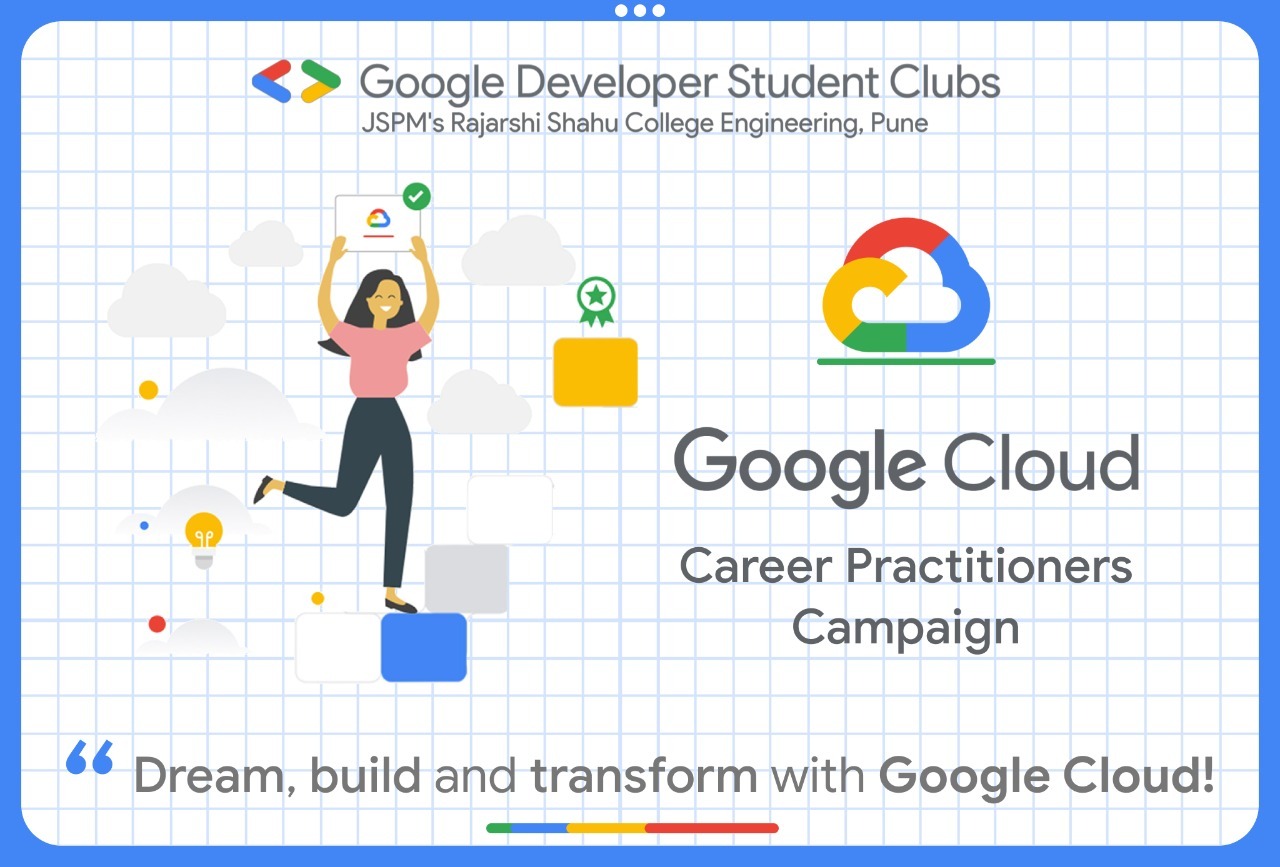 Google Developer Student Clubs
JSPM's Rajarshi Shahu College Engineering, Pune
Google Cloud
Career Practitioners
Campaign
“ Dream, build and transform with Google Cloud!